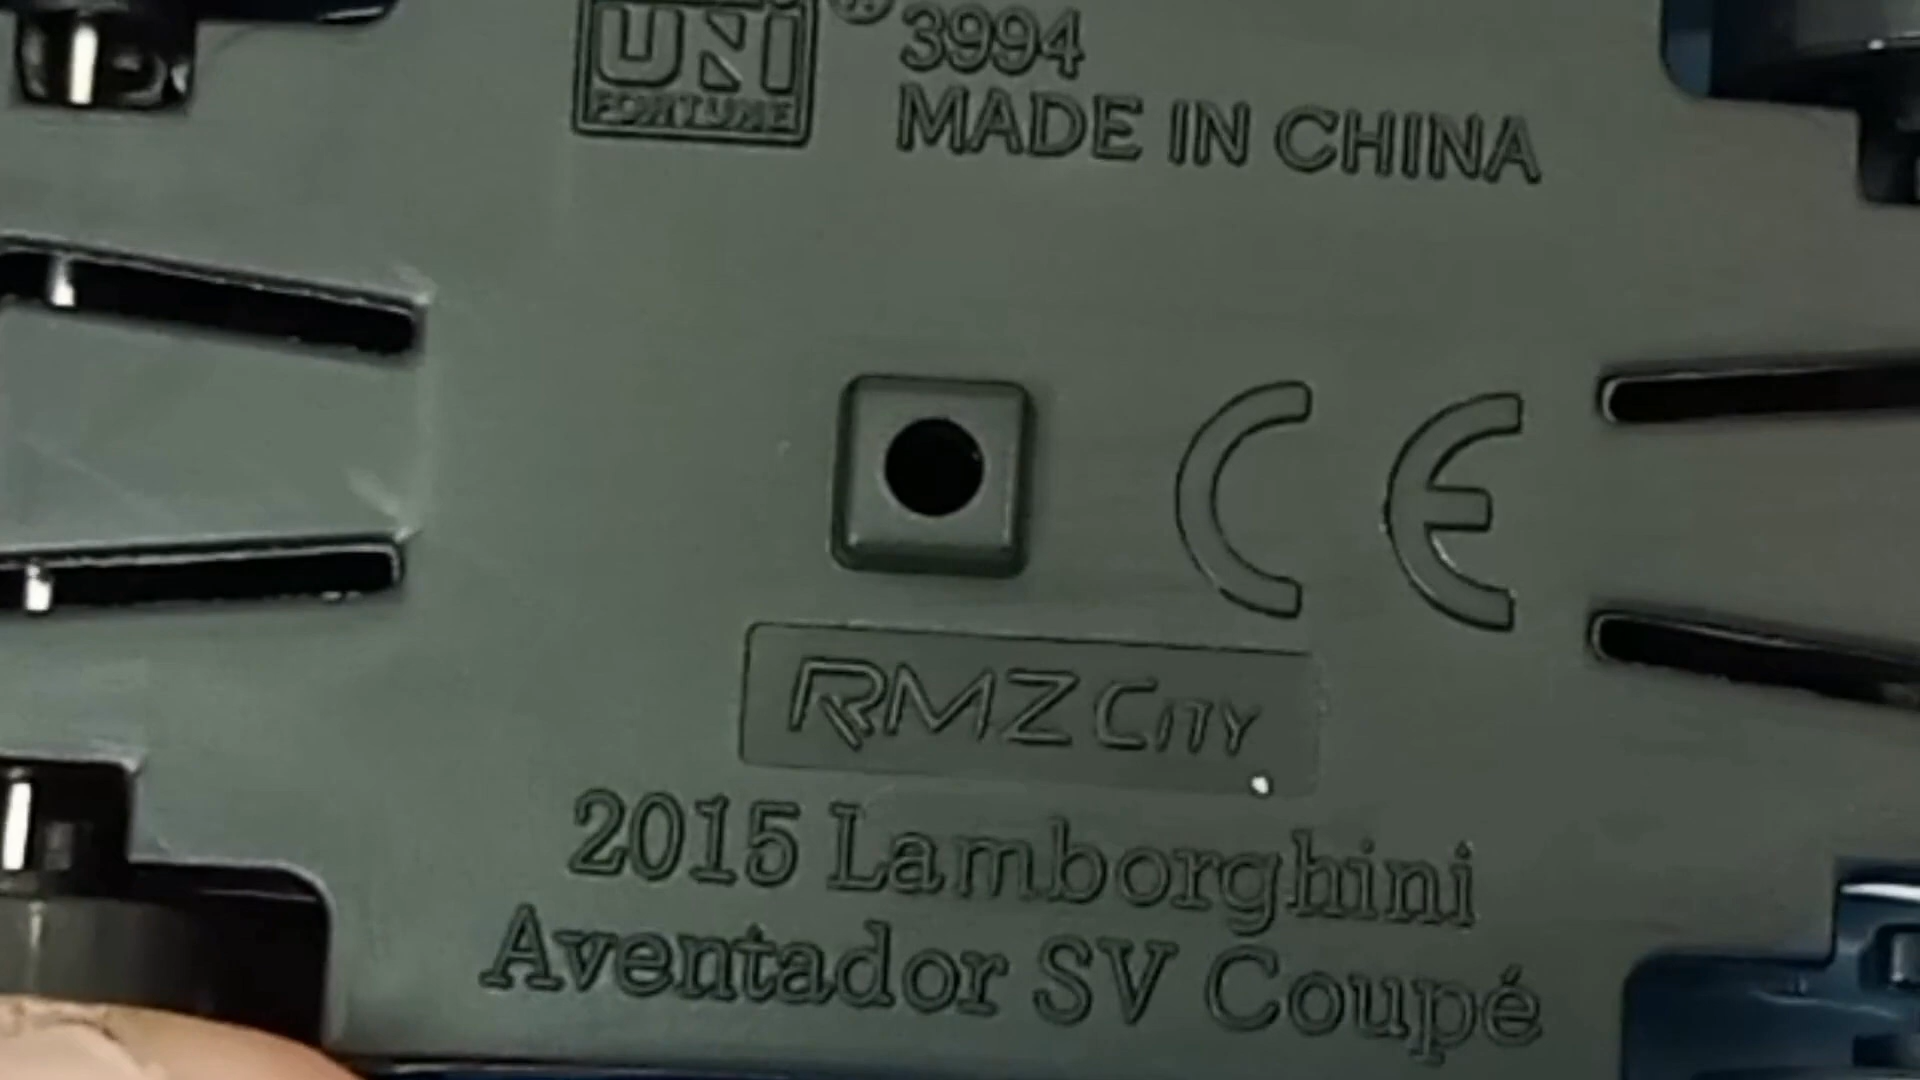 UNI
FORTUNE
®
3994
MADE IN CHINA
CE
RMZ City
2015 Lamborghini
Aventador SV Coupé